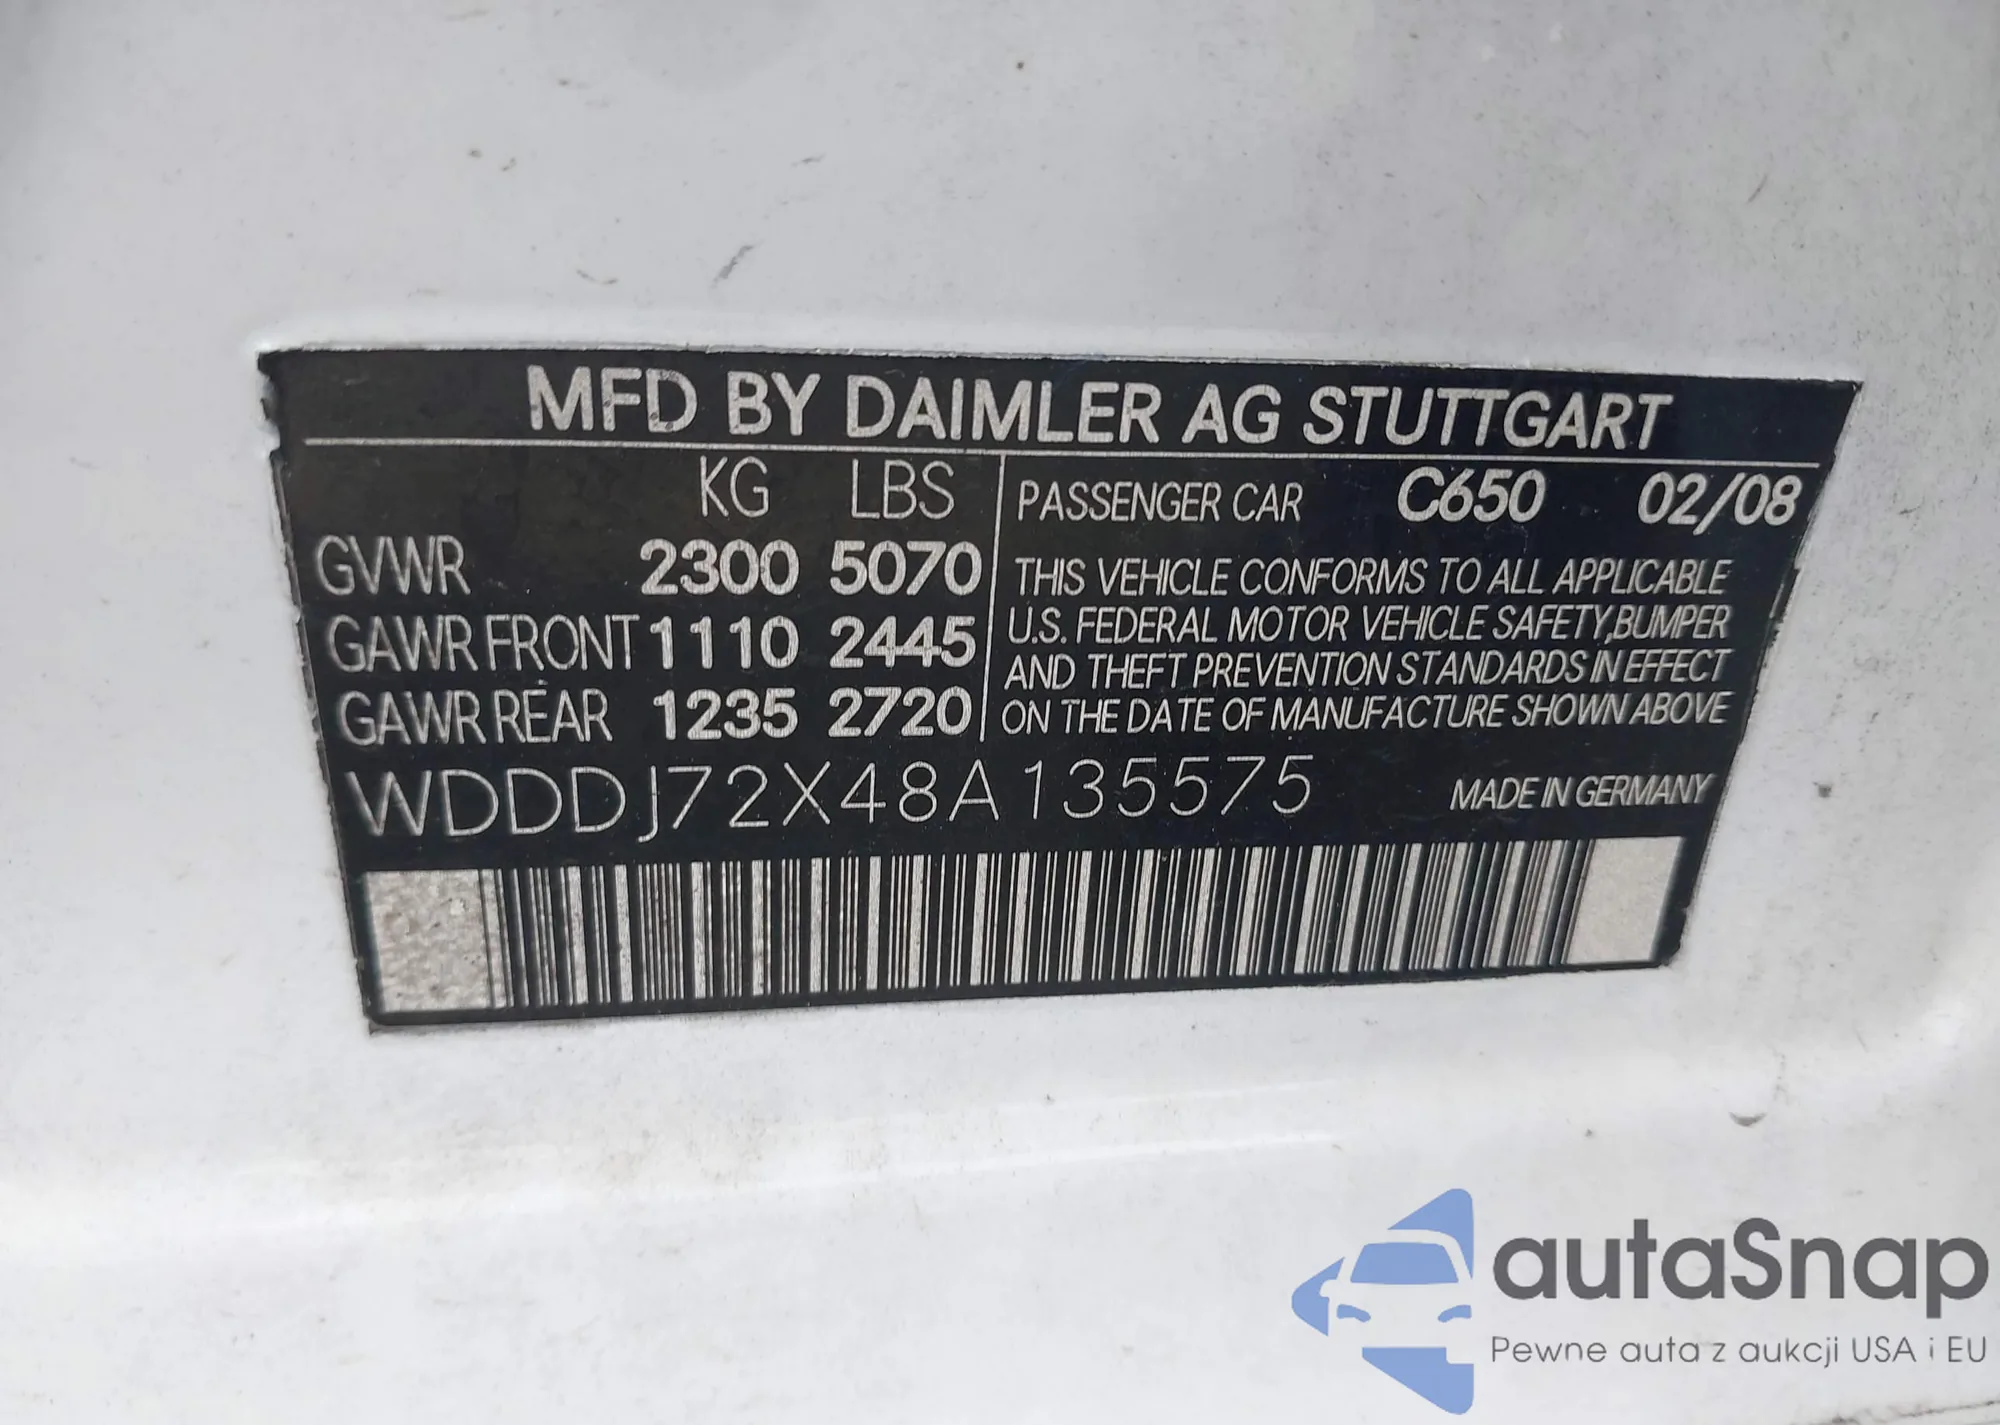 MFD BY DAIMLER AG STUTTGART
KG LBS
GVWR 2300 5070
GAWR FRONT 1110 2445
GAWR REAR 1235 2720
PASSENGER CAR C650 02/08
THIS VEHICLE CONFORMS TO ALL APPLICABLE
U.S. FEDERAL MOTOR VEHICLE SAFETY, BUMPER
AND THEFT PREVENTION STANDARDS IN EFFECT
ON THE DATE OF MANUFACTURE SHOWN ABOVE
WDDDJ72X48A135575 MADE IN GERMANY
autaSnap
Pewne auta z aukcji USA i EU